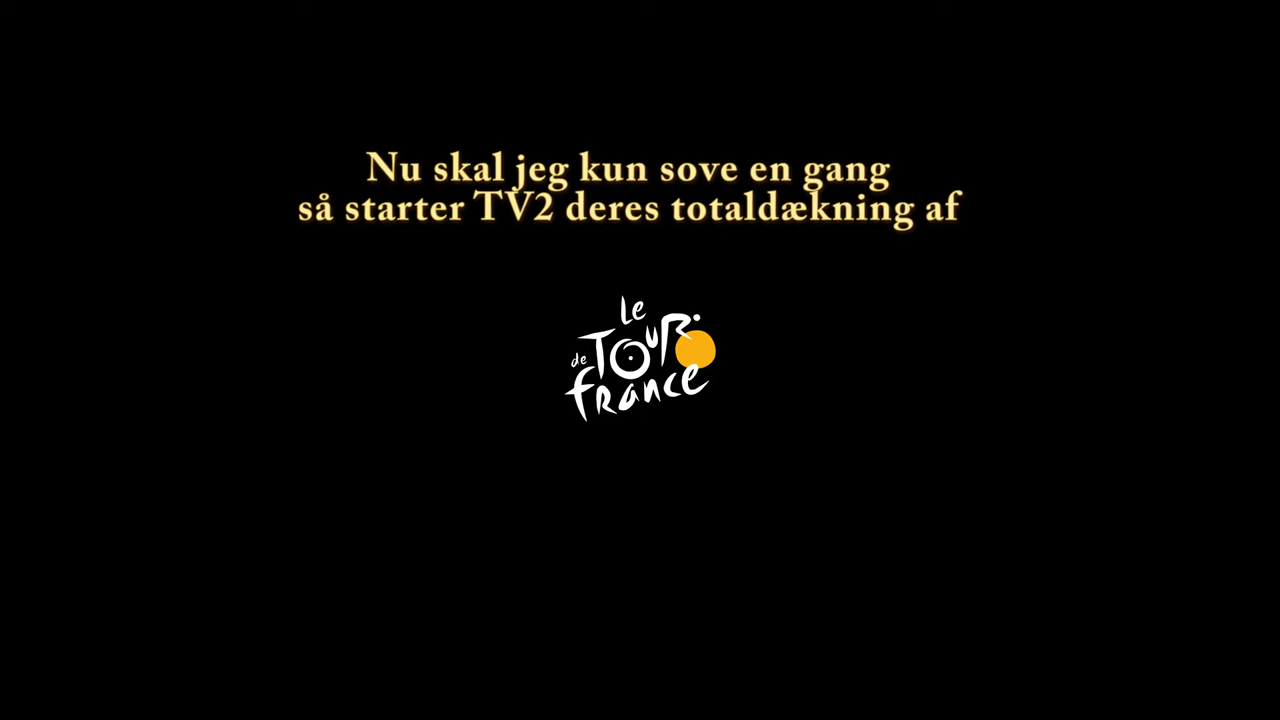 Nu skal jeg kun sove en gang
så starter TV2 deres totaldækning af
Le
de TOUR
france